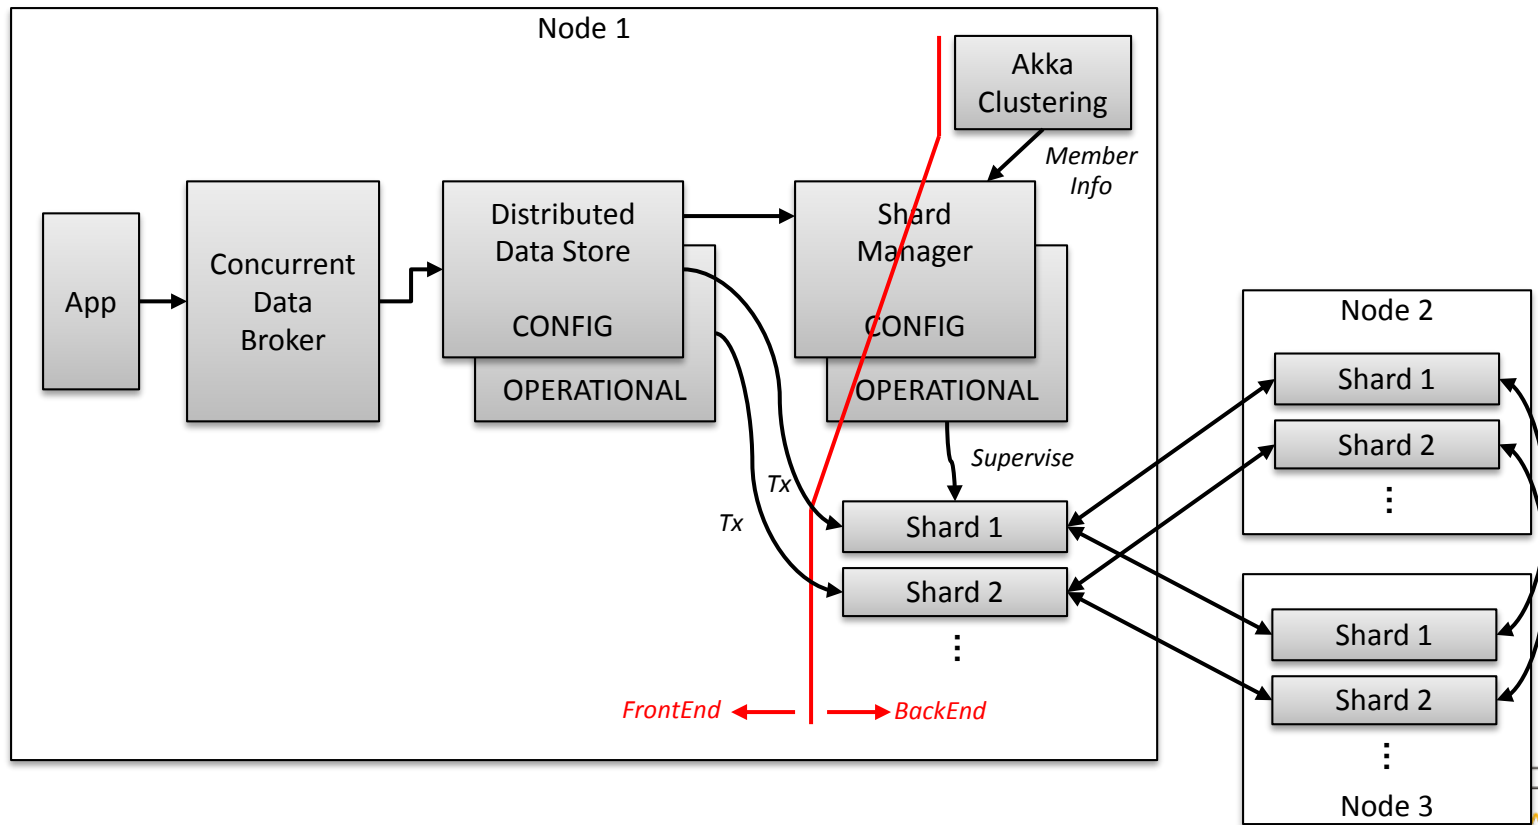 Node 1
Akka
Clustering
Member
Info
App
Concurrent
Data
Broker
Distributed
Data Store
CONFIG
OPERATIONAL
Shard
Manager
CONFIG
OPERATIONAL
Supervise
Tx
Tx
Shard 1
Shard 2
...
FrontEnd
BackEnd
Node 2
Shard 1
Shard 2
...
Shard 1
Shard 2
...
Node 3